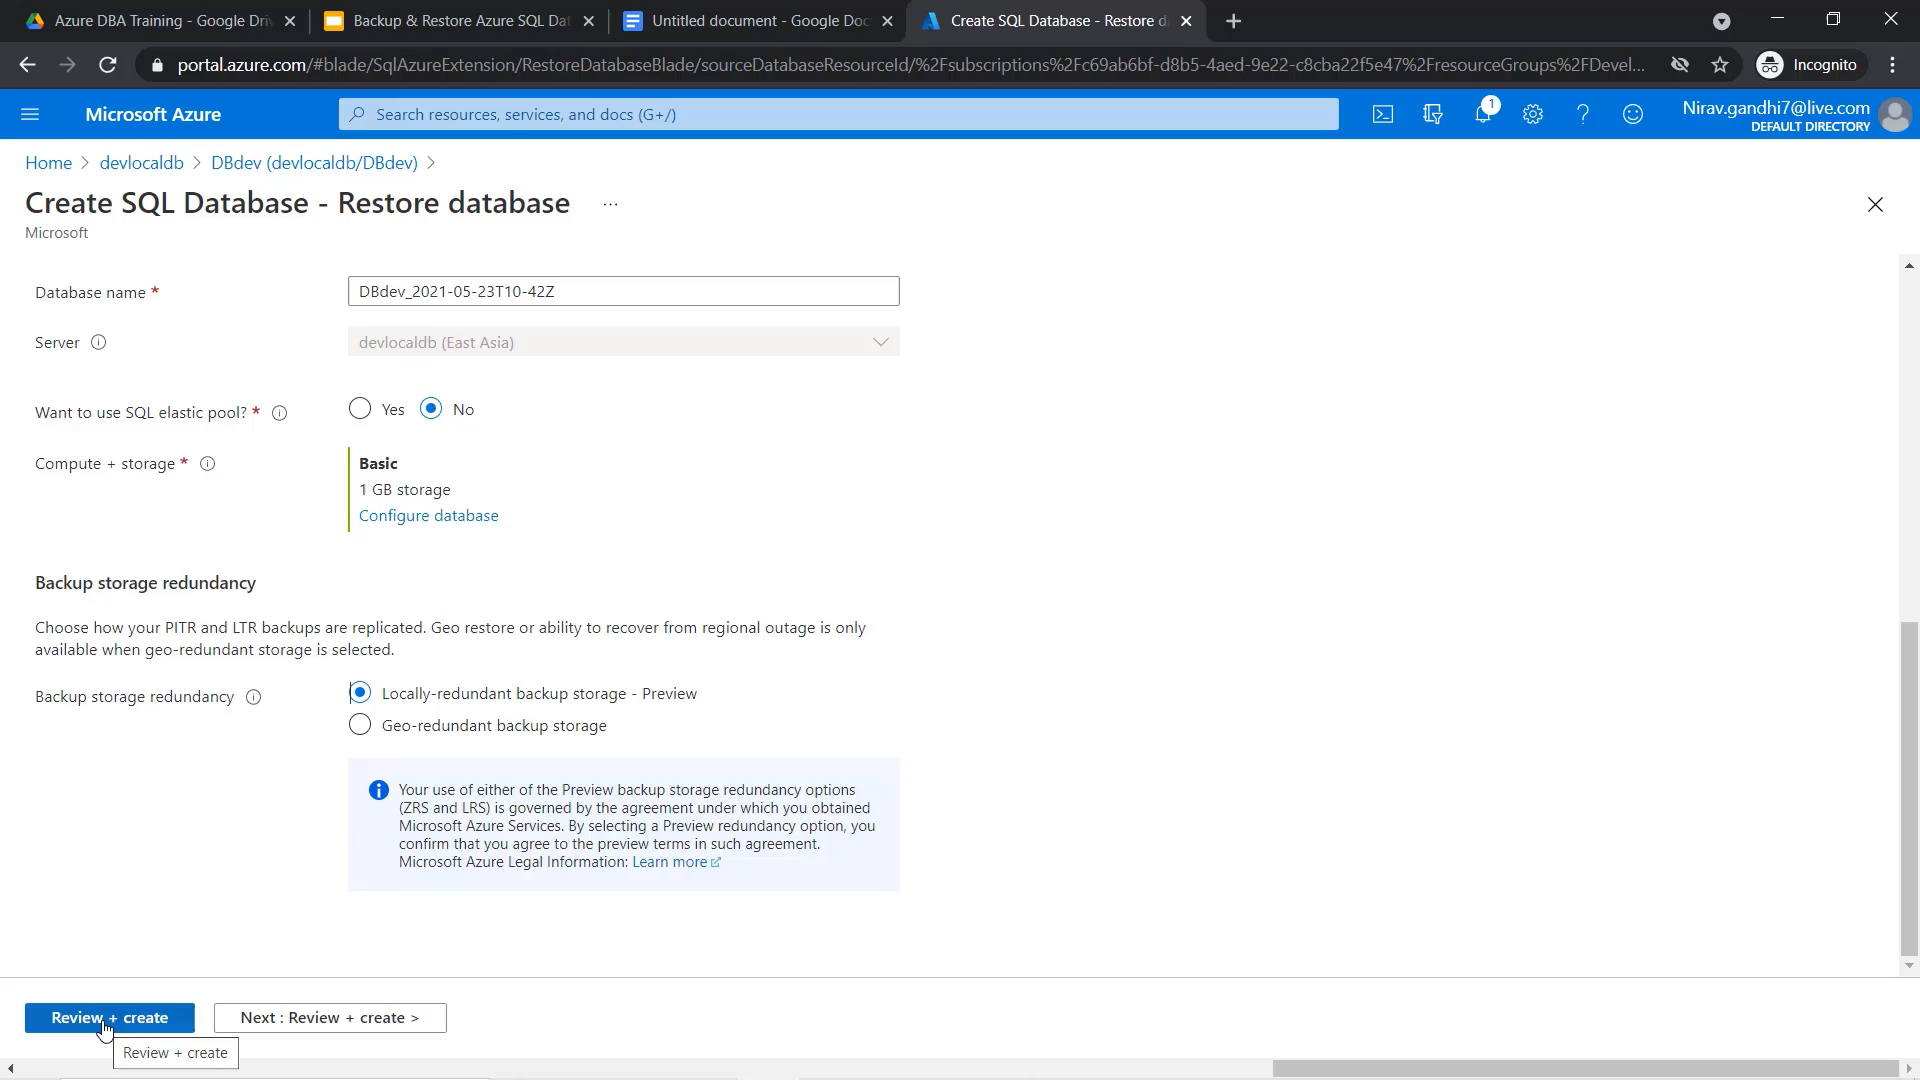 Azure DBA Training - Google Dri
Backup & Restore Azure SQL Dat
Untitled document - Google Doc
Create SQL Database - Restore d
portal.azure.com/#blade/SqlAzureExtension/RestoreDatabaseBlade/sourceDatabaseResourceId/%2Fsubscriptions%2Fc69ab6bf-d8b5-4aed-9e22-c8cba22f5e47%2FresourceGroups%2FDevel...
Incognito
Microsoft Azure
Search resources, services, and docs (G+/)
1
Nirav.gandhi7@live.com
DEFAULT DIRECTORY
Home > devlocaldb > DBdev (devlocaldb/DBdev) >
Create SQL Database - Restore database ...
Microsoft
Database name *
DBdev_2021-05-23T10-42Z
Server
devlocaldb (East Asia)
Want to use SQL elastic pool? *
Yes No
Compute + storage *
Basic
1 GB storage
Configure database
Backup storage redundancy
Choose how your PITR and LTR backups are replicated. Geo restore or ability to recover from regional outage is only
available when geo-redundant storage is selected.
Backup storage redundancy
Locally-redundant backup storage - Preview
Geo-redundant backup storage
Your use of either of the Preview backup storage redundancy options
(ZRS and LRS) is governed by the agreement under which you obtained
Microsoft Azure Services. By selecting a Preview redundancy option, you
confirm that you agree to the preview terms in such agreement.
Microsoft Azure Legal Information: Learn more
Review + create
Next : Review + create >
Review + create